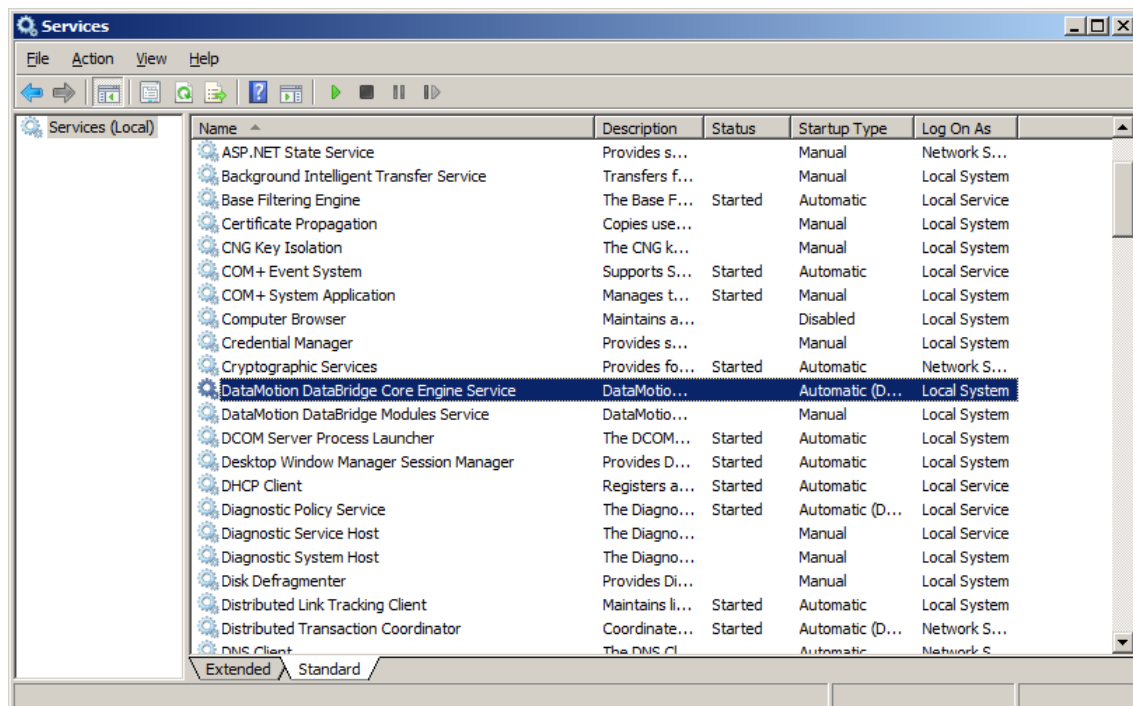 Services
File Action View Help
Services (Local)
Name Description Status Startup Type Log On As
ASP.NET State Service Provides s... Manual Network S...
Background Intelligent Transfer Service Transfers f... Manual Local System
Base Filtering Engine The Base F... Started Automatic Local Service
Certificate Propagation Copies use... Manual Local System
CNG Key Isolation The CNG k... Manual Local System
COM+ Event System Supports S... Started Automatic Local Service
COM+ System Application Manages t... Started Manual Local System
Computer Browser Maintains a... Disabled Local System
Credential Manager Provides s... Manual Local System
Cryptographic Services Provides fo... Started Automatic Network S...
DataMotion DataBridge Core Engine Service DataMotio... Automatic (D... Local System
DataMotion DataBridge Modules Service DataMotio... Manual Local System
DCOM Server Process Launcher The DCOM... Started Automatic Local System
Desktop Window Manager Session Manager Provides D... Started Automatic Local System
DHCP Client Registers a... Started Automatic Local Service
Diagnostic Policy Service The Diagno... Started Automatic (D... Local Service
Diagnostic Service Host The Diagno... Manual Local Service
Diagnostic System Host The Diagno... Manual Local System
Disk Defragmenter Provides Di... Manual Local System
Distributed Link Tracking Client Maintains li... Started Automatic Local System
Distributed Transaction Coordinator Coordinate... Started Automatic (D... Network S...
DNS Client The DNS Cl Automatic Network S
Extended Standard